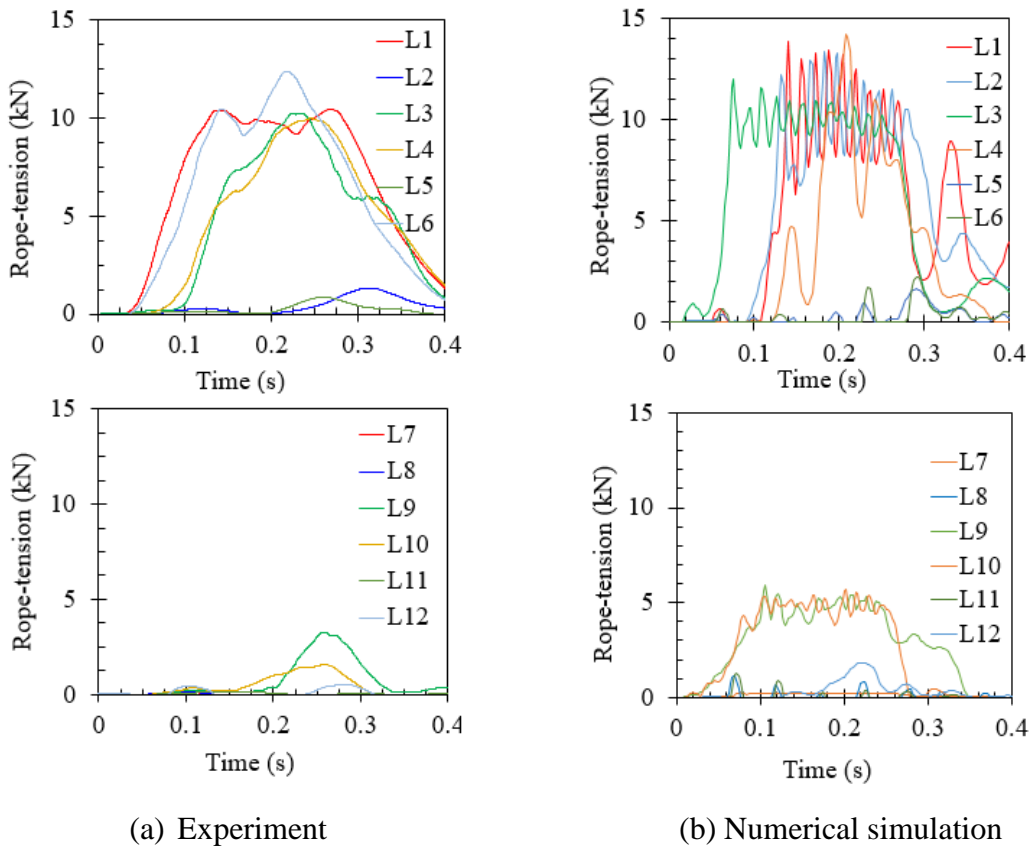 15
10
5
0
Rope-tension (kN)
L1
L2
L3
L4
L5
L6
0 0.1 0.2 0.3 0.4
Time (s)
15
10
5
0
Rope-tension (kN)
L1
L2
L3
L4
L5
L6
0 0.1 0.2 0.3 0.4
Time (s)
15
10
5
0
Rope-tension (kN)
L7
L8
L9
L10
L11
L12
0 0.1 0.2 0.3 0.4
Time (s)
15
10
5
0
Rope-tension (kN)
L7
L8
L9
L10
L11
L12
0 0.1 0.2 0.3 0.4
Time (s)
(a) Experiment
(b) Numerical simulation